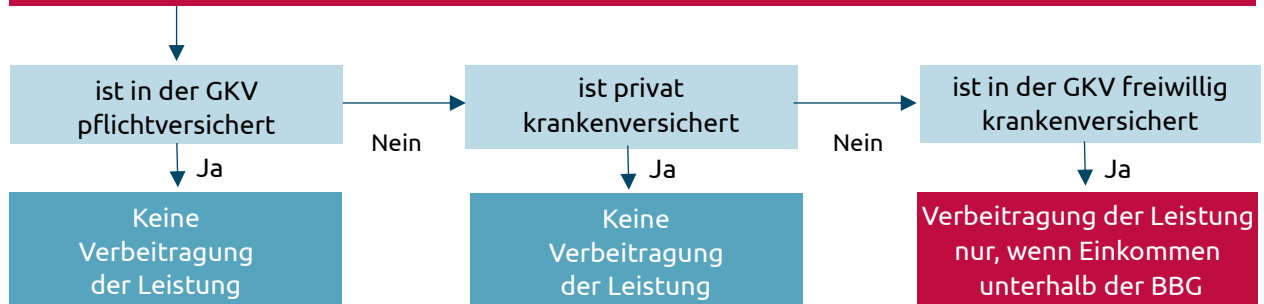 ist in der GKV
pflichtversichert
Nein
ist privat
krankenversichert
Nein
ist in der GKV freiwillig
krankenversichert
Ja
Ja
Ja
Keine
Verbeitragung
der Leistung
Keine
Verbeitragung
der Leistung
Verbeitragung der Leistung
nur, wenn Einkommen
unterhalb der BBG